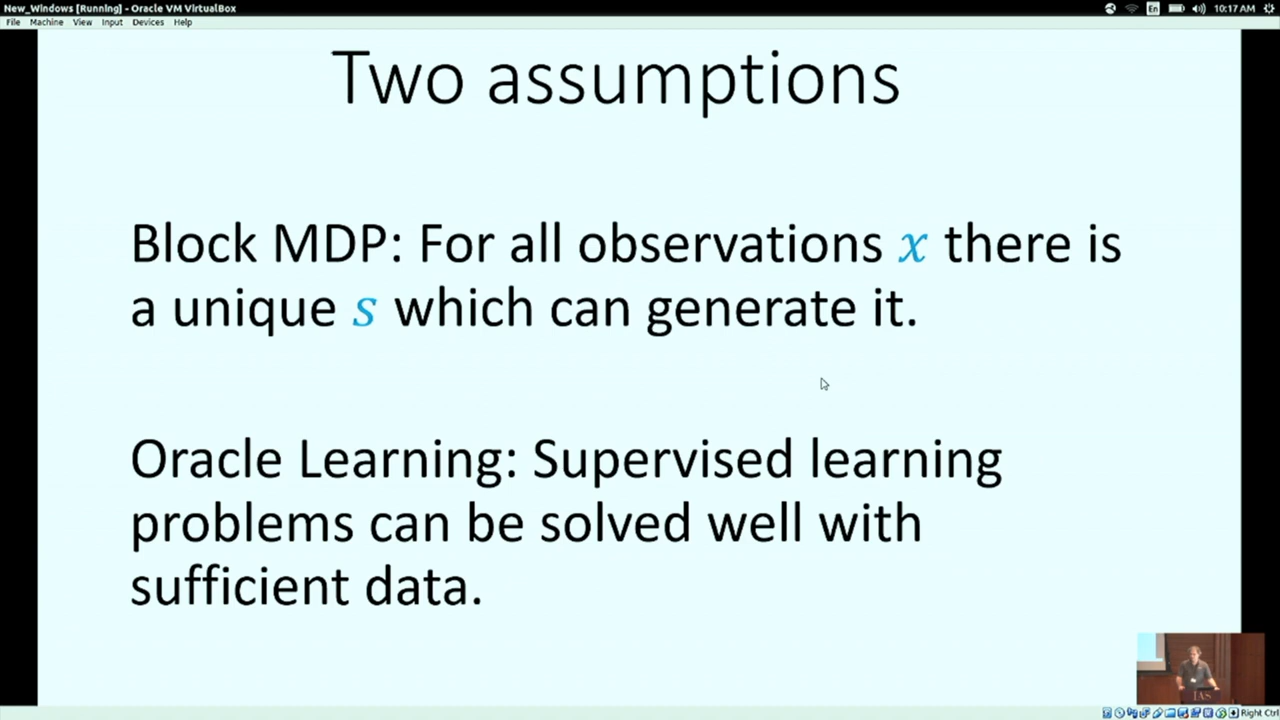 New_Windows [Running] - Oracle VM VirtualBox
En
10:17 AM
File Machine View Input Devices Help
Two assumptions
Block MDP: For all observations x there is
a unique s which can generate it.
Oracle Learning: Supervised learning
problems can be solved well with
sufficient data.
IAS
Right Ctrl